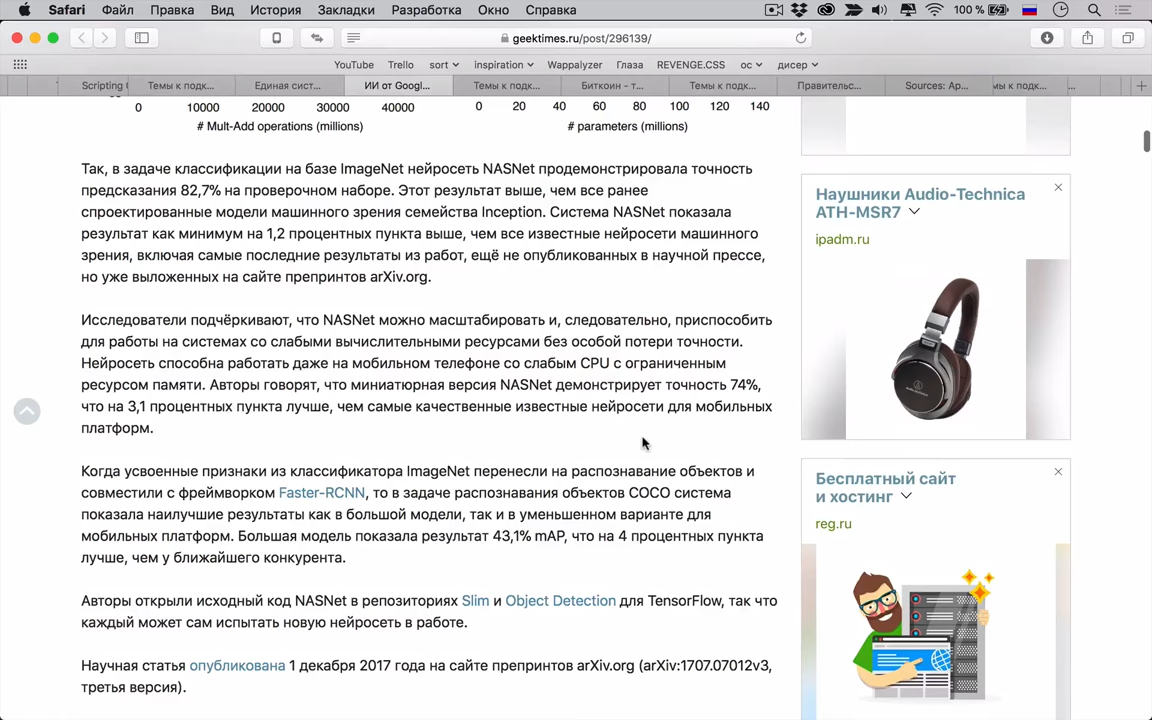 Safari Файл Правка Вид История Закладки Разработка Окно Справка 100 %
geektimes.ru/post/296139/
YouTube Trello sort inspiration Wappalyzer Глаза REVENGE.CSS ос дисер
Scripting Темы к подк... Единая сист... ИИ от Googl... Темы к подк... Биткоин - т... Темы к подк... Правительс... Sources: Ap... мы к подк... ...
0 10000 20000 30000 40000
# Mult-Add operations (millions)
0 20 40 60 80 100 120 140
# parameters (millions)
Так, в задаче классификации на базе ImageNet нейросеть NASNet продемонстрировала точность
предсказания 82,7% на проверочном наборе. Этот результат выше, чем все ранее
спроектированные модели машинного зрения семейства Inception. Система NASNet показала
результат как минимум на 1,2 процентных пункта выше, чем все известные нейросети машинного
зрения, включая самые последние результаты из работ, ещё не опубликованных в научной прессе,
но уже выложенных на сайте препринтов arXiv.org.
Исследователи подчёркивают, что NASNet можно масштабировать и, следовательно, приспособить
для работы на системах со слабыми вычислительными ресурсами без особой потери точности.
Нейросеть способна работать даже на мобильном телефоне со слабым CPU с ограниченным
ресурсом памяти. Авторы говорят, что миниатюрная версия NASNet демонстрирует точность 74%,
что на 3,1 процентных пункта лучше, чем самые качественные известные нейросети для мобильных
платформ.
Когда усвоенные признаки из классификатора ImageNet перенесли на распознавание объектов и
совместили с фреймворком Faster-RCNN, то в задаче распознавания объектов COCO система
показала наилучшие результаты как в большой модели, так и в уменьшенном варианте для
мобильных платформ. Большая модель показала результат 43,1% mAP, что на 4 процентных пункта
лучше, чем у ближайшего конкурента.
Авторы открыли исходный код NASNet в репозиториях Slim и Object Detection для TensorFlow, так что
каждый может сам испытать новую нейросеть в работе.
Научная статья опубликована 1 декабря 2017 года на сайте препринтов arXiv.org (arXiv:1707.07012v3,
третья версия).
Наушники Audio-Technica
ATH-MSR7
ipadm.ru
Бесплатный сайт
и хостинг
reg.ru